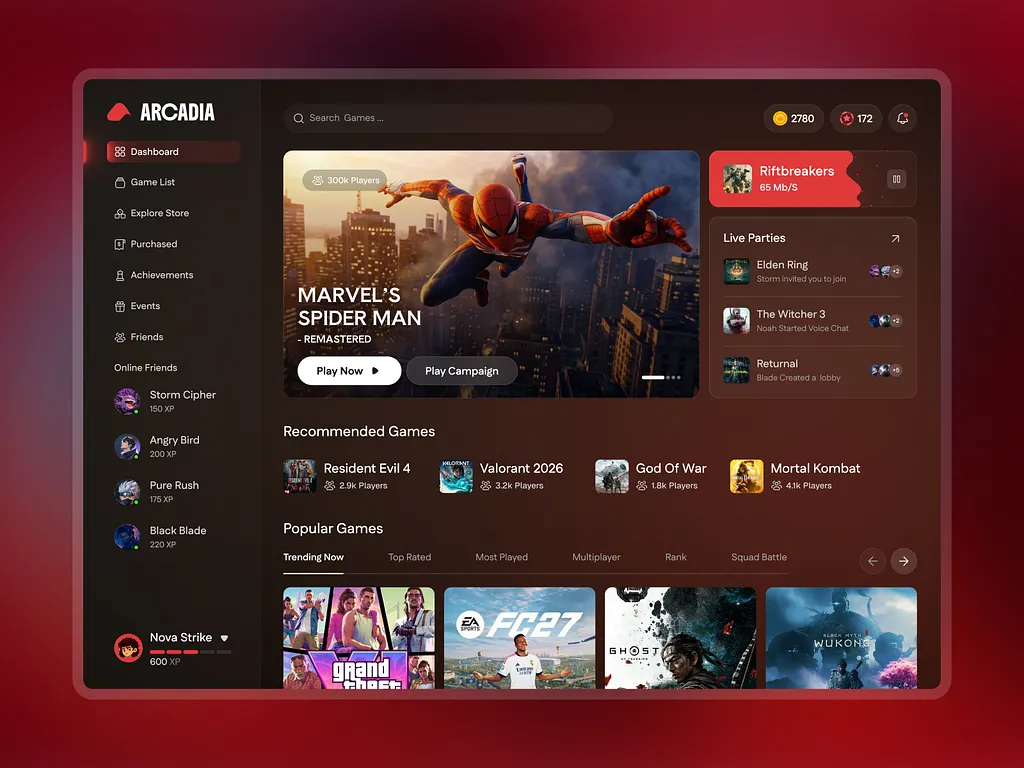 ARCADIA
Dashboard
Game List
Explore Store
Purchased
Achievements
Events
Friends
Online Friends
Storm Cipher
150 XP
Angry Bird
200 XP
Pure Rush
175 XP
Black Blade
220 XP
Nova Strike
600 XP
Search Games ...
2780
172
300k Players
MARVEL'S
SPIDER MAN
- REMASTERED
Play Now
Play Campaign
Riftbreakers
65 Mb/S
Live Parties
Elden Ring
Storm invited you to join
+2
The Witcher 3
Noah Started Voice Chat
+2
Returnal
Blade Created a lobby
+5
Recommended Games
Resident Evil 4
2.9k Players
VALORANT
Valorant 2026
3.2k Players
God Of War
1.8k Players
Mortal Kombat
4.1k Players
Popular Games
Trending Now
Top Rated
Most Played
Multiplayer
Rank
Squad Battle
grand
theft
EA
SPORTS
FC27
GHOST
BLACK MYTH
WUKONG